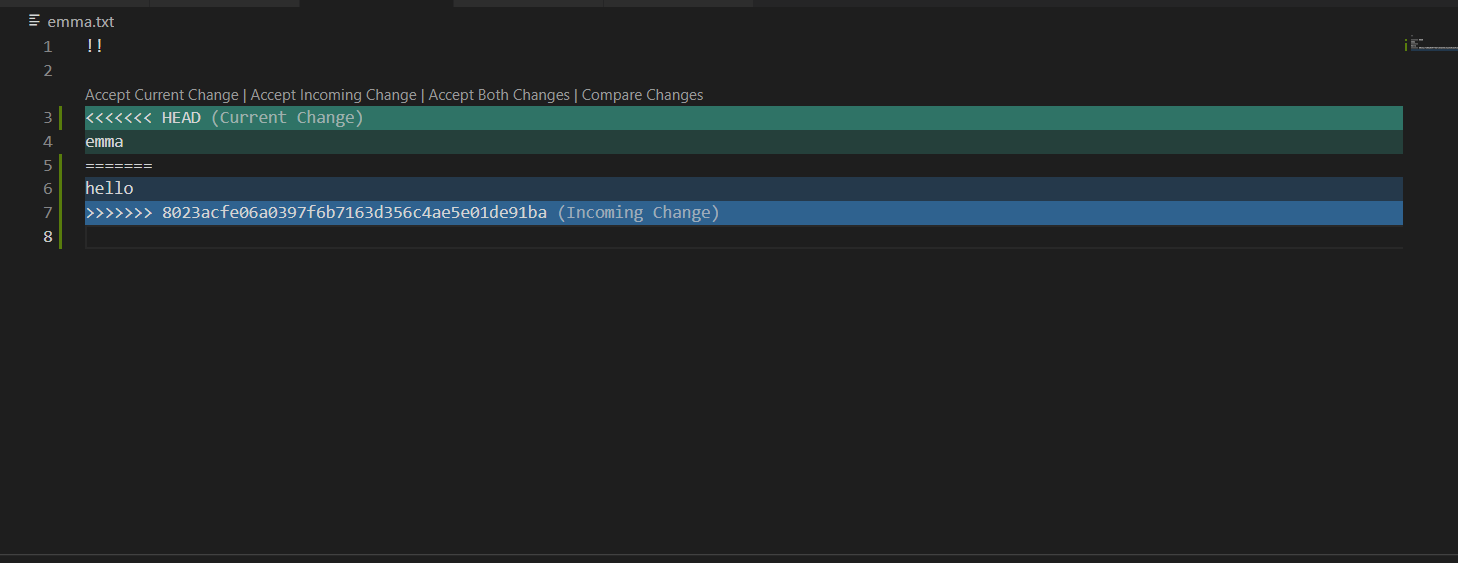 emma.txt
1 !!
2
Accept Current Change | Accept Incoming Change | Accept Both Changes | Compare Changes
3 <<<<<<< HEAD (Current Change)
4 emma
5 =======
6 hello
7 >>>>>>> 8023acfe06a0397f6b7163d356c4ae5e01de91ba (Incoming Change)
8